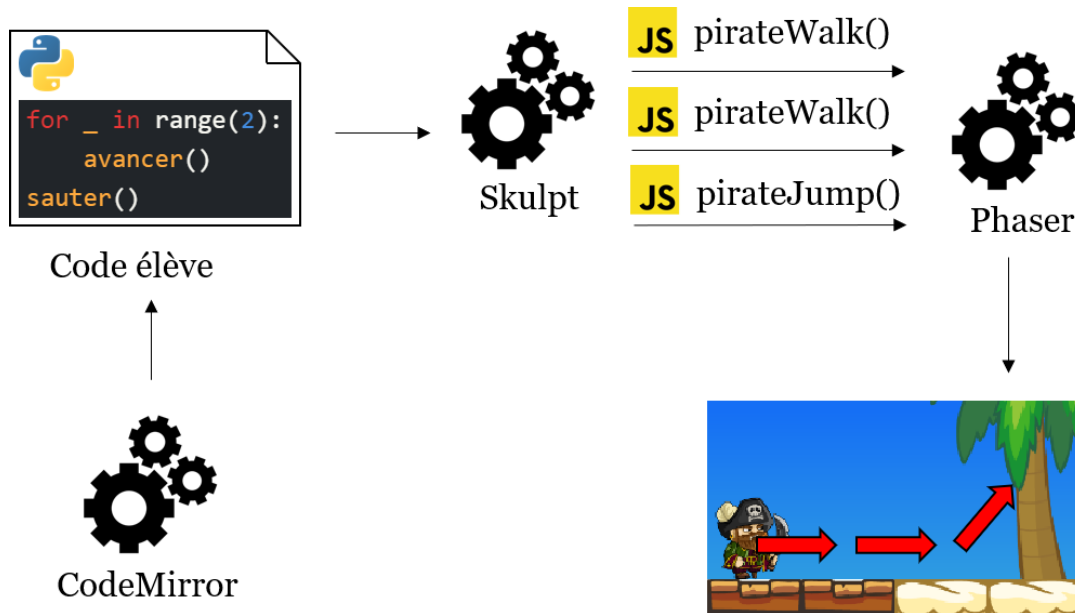 for _ in range(2):
    avancer()
sauter()
Code élève
CodeMirror
Skulpt
JS pirateWalk()
JS pirateWalk()
JS pirateJump()
Phaser